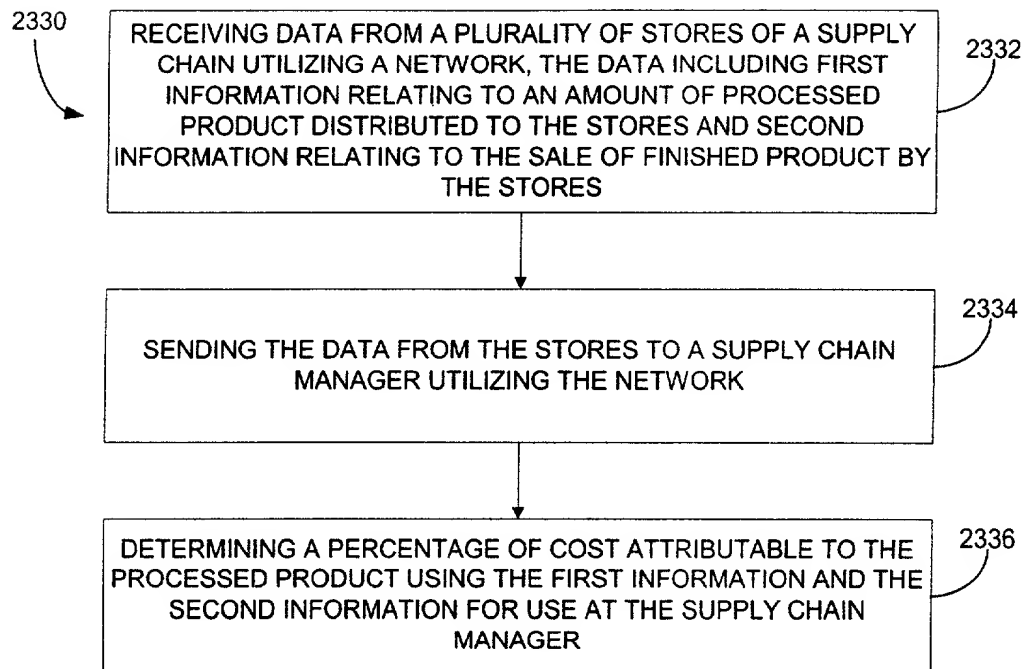 2330
RECEIVING DATA FROM A PLURALITY OF STORES OF A SUPPLY
CHAIN UTILIZING A NETWORK, THE DATA INCLUDING FIRST
INFORMATION RELATING TO AN AMOUNT OF PROCESSED
PRODUCT DISTRIBUTED TO THE STORES AND SECOND
INFORMATION RELATING TO THE SALE OF FINISHED PRODUCT BY
THE STORES
2332
SENDING THE DATA FROM THE STORES TO A SUPPLY CHAIN
MANAGER UTILIZING THE NETWORK
2334
DETERMINING A PERCENTAGE OF COST ATTRIBUTABLE TO THE
PROCESSED PRODUCT USING THE FIRST INFORMATION AND THE
SECOND INFORMATION FOR USE AT THE SUPPLY CHAIN
MANAGER
2336